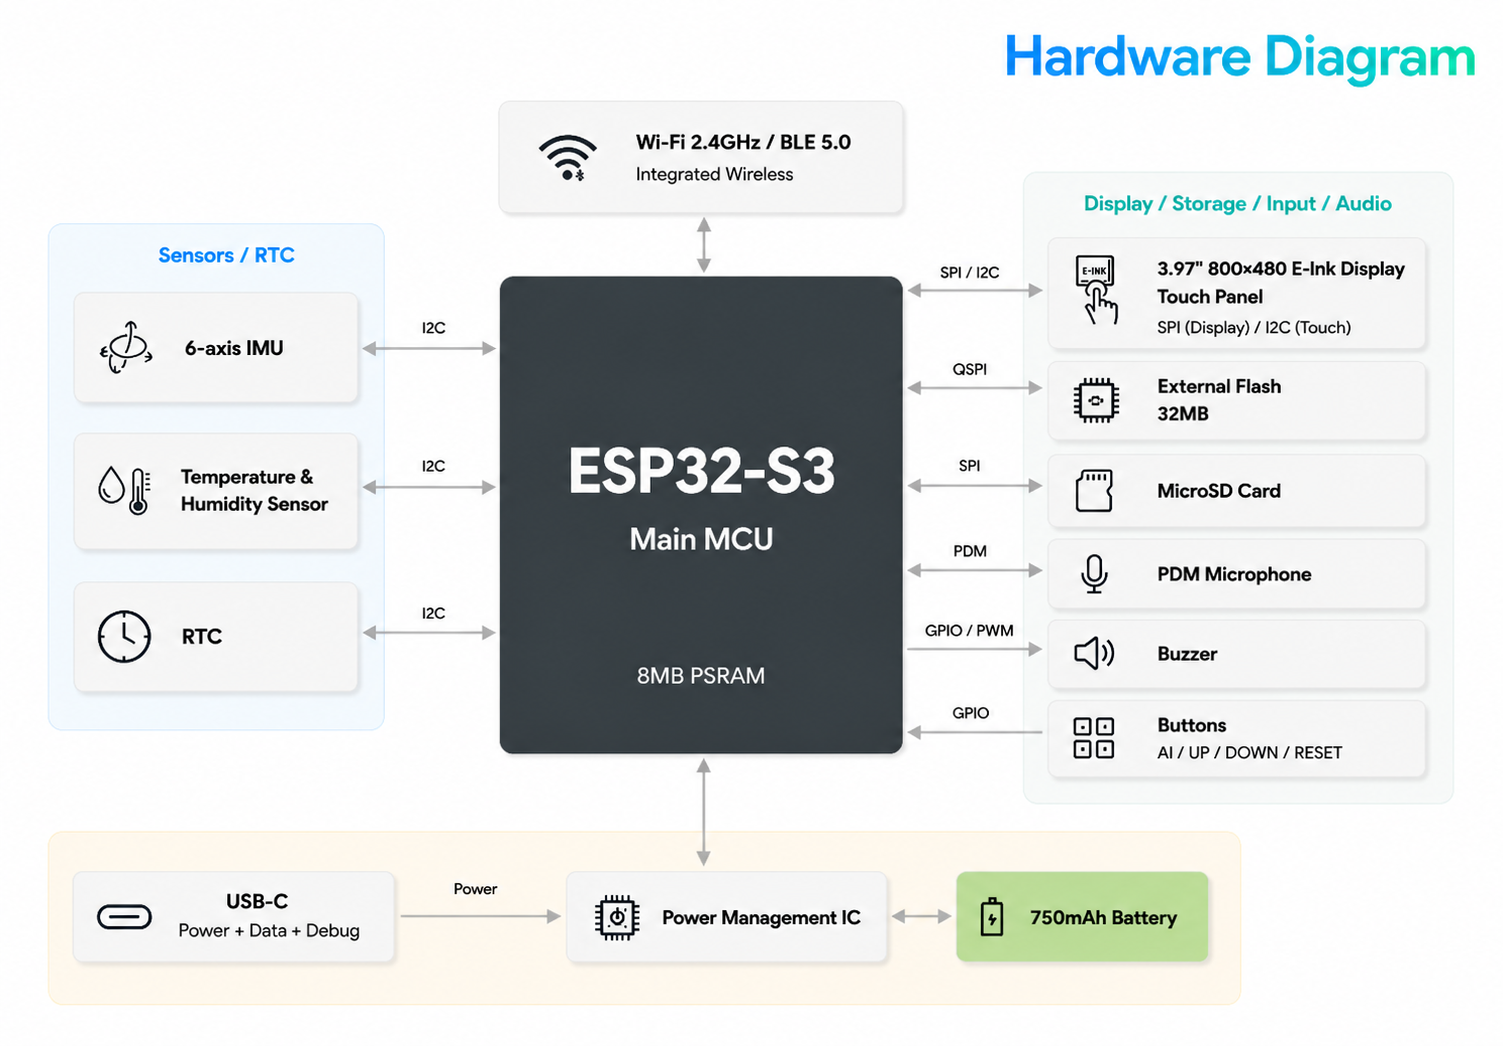 Hardware Diagram
Wi-Fi 2.4GHz / BLE 5.0
Integrated Wireless
Sensors / RTC
6-axis IMU
Temperature &
Humidity Sensor
RTC
I2C
I2C
I2C
ESP32-S3
Main MCU
8MB PSRAM
SPI / I2C
QSPI
SPI
PDM
GPIO / PWM
GPIO
Display / Storage / Input / Audio
E-INK
3.97" 800×480 E-Ink Display
Touch Panel
SPI (Display) / I2C (Touch)
External Flash
32MB
MicroSD Card
PDM Microphone
Buzzer
Buttons
AI / UP / DOWN / RESET
USB-C
Power + Data + Debug
Power
Power Management IC
750mAh Battery